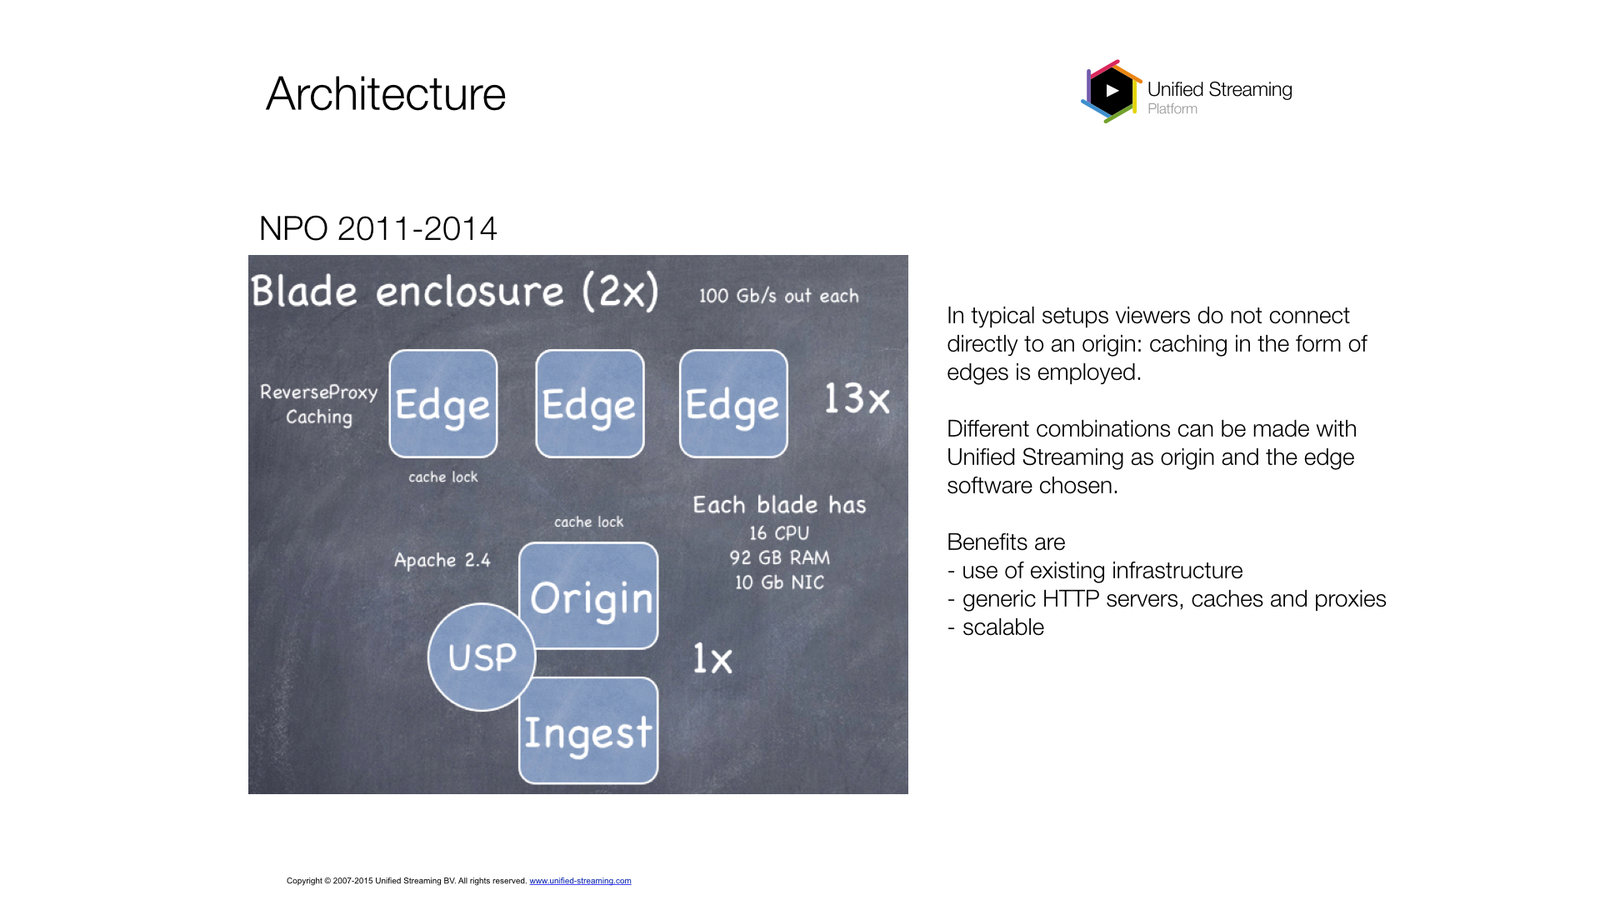 Architecture
Unified Streaming
Platform
NPO 2011-2014
Blade enclosure (2x)
100 Gb/s out each
ReverseProxy
Caching
Edge
Edge
Edge
13x
cache lock
Each blade has
16 CPU
92 GB RAM
10 Gb NIC
cache lock
Apache 2.4
Origin
USP
1x
Ingest
In typical setups viewers do not connect
directly to an origin: caching in the form of
edges is employed.
Different combinations can be made with
Unified Streaming as origin and the edge
software chosen.
Benefits are
- use of existing infrastructure
- generic HTTP servers, caches and proxies
- scalable
Copyright © 2007-2015 Unified Streaming BV. All rights reserved. www.unified-streaming.com